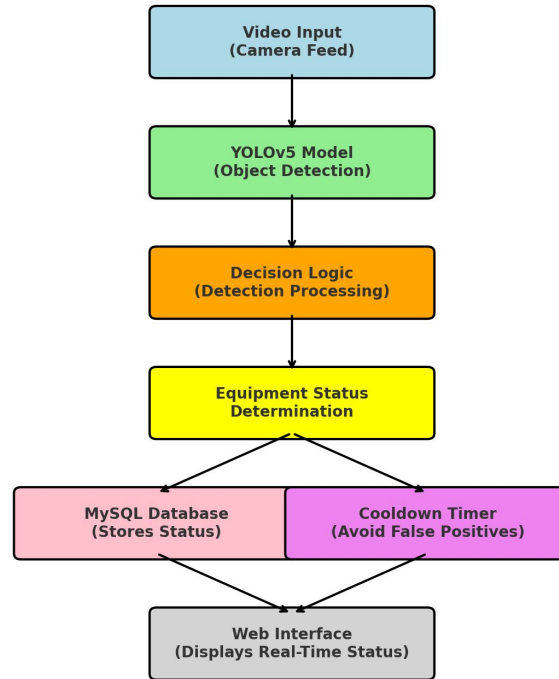 Video Input
(Camera Feed)
YOLOv5 Model
(Object Detection)
Decision Logic
(Detection Processing)
Equipment Status
Determination
MySQL Database
(Stores Status)
Cooldown Timer
(Avoid False Positives)
Web Interface
(Displays Real-Time Status)